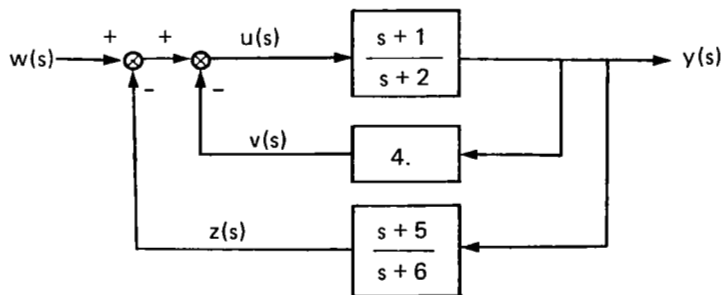 + +
w(s) u(s) s + 1 y(s)
s + 2
- -
v(s) 4.
z(s) s + 5
s + 6